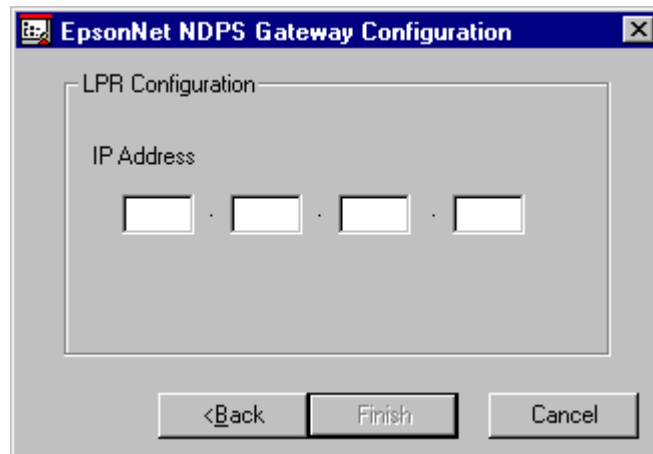 EpsonNet NDPS Gateway Configuration
LPR Configuration
IP Address
. . .
<Back Finish Cancel